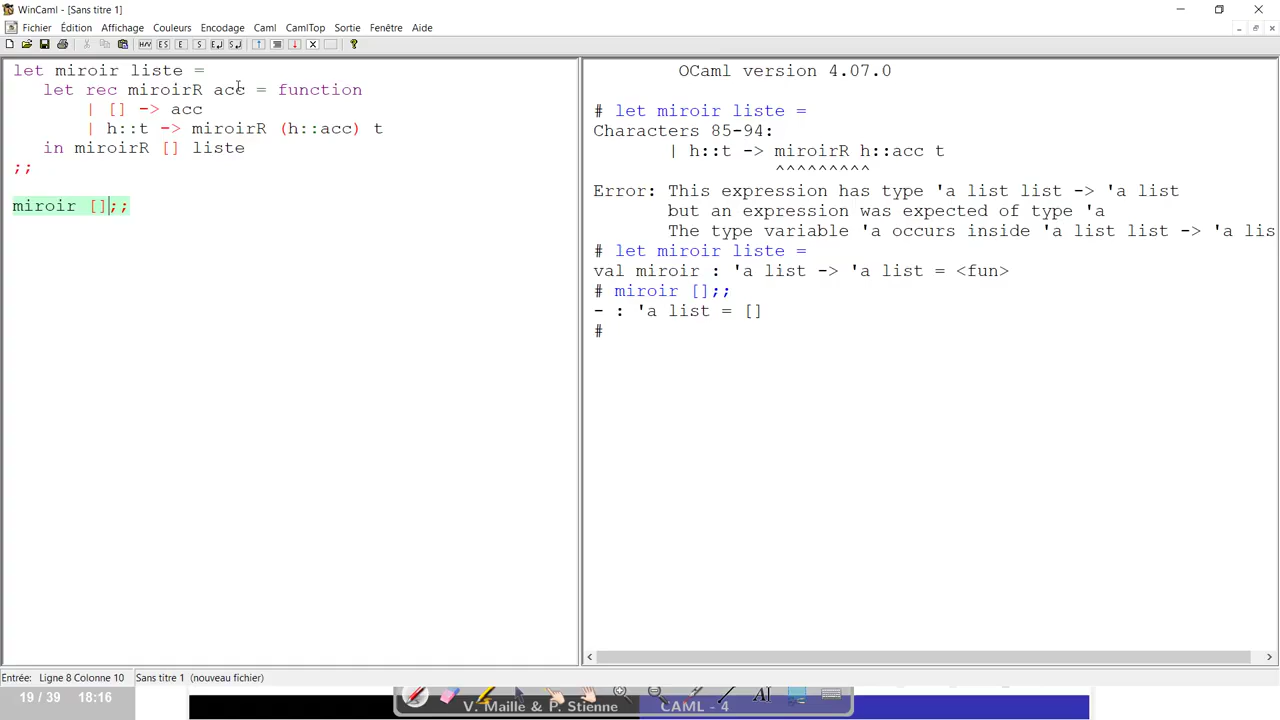 WinCaml - [Sans titre 1]
Fichier Édition Affichage Couleurs Encodage Caml CamlTop Sortie Fenêtre Aide
let miroir liste =
let rec miroirR acc = function
| [] -> acc
| h::t -> miroirR (h::acc) t
in miroirR [] liste
;;
miroir [];;
OCaml version 4.07.0
# let miroir liste =
Characters 85-94:
| h::t -> miroirR h::acc t
^^^^^^^^^
Error: This expression has type 'a list list -> 'a list
but an expression was expected of type 'a
The type variable 'a occurs inside 'a list list -> 'a lis
# let miroir liste =
val miroir : 'a list -> 'a list = <fun>
# miroir [];;
- : 'a list = []
#
Entrée: Ligne 8 Colonne 10 Sans titre 1 (nouveau fichier)
19 / 39 18:16
V. Maille & P. Stienne CAML - 4